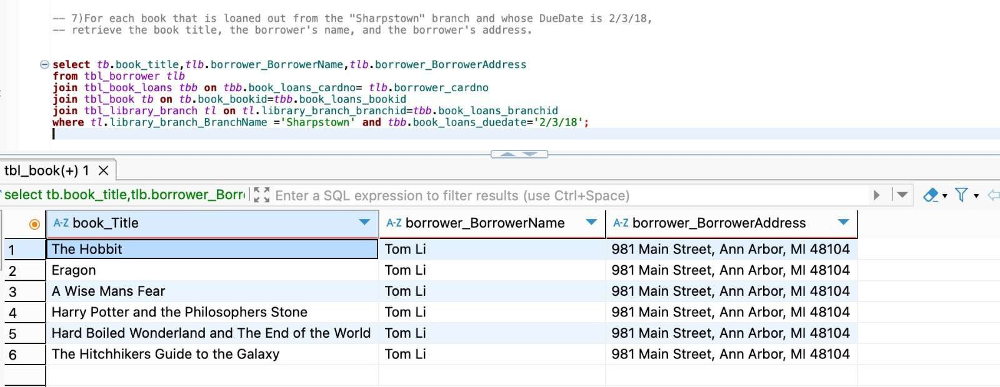 -- 7)For each book that is loaned out from the "Sharpstown" branch and whose DueDate is 2/3/18,
-- retrieve the book title, the borrower's name, and the borrower's address.
select tb.book_title,tlb.borrower_BorrowerName,tlb.borrower_BorrowerAddress
from tbl_borrower tlb
join tbl_book_loans tbb on tbb.book_loans_cardno= tlb.borrower_cardno
join tbl_book tb on tb.book_bookid=tbb.book_loans_bookid
join tbl_library_branch tl on tl.library_branch_branchid=tbb.book_loans_branchid
where tl.library_branch_BranchName ='Sharpstown' and tbb.book_loans_duedate='2/3/18';
tbl_book(+) 1
select tb.book_title,tlb.borrower_Borr Enter a SQL expression to filter results (use Ctrl+Space)
A-Z book_Title A-Z borrower_BorrowerName A-Z borrower_BorrowerAddress
1 The Hobbit Tom Li 981 Main Street, Ann Arbor, MI 48104
2 Eragon Tom Li 981 Main Street, Ann Arbor, MI 48104
3 A Wise Mans Fear Tom Li 981 Main Street, Ann Arbor, MI 48104
4 Harry Potter and the Philosophers Stone Tom Li 981 Main Street, Ann Arbor, MI 48104
5 Hard Boiled Wonderland and The End of the World Tom Li 981 Main Street, Ann Arbor, MI 48104
6 The Hitchhikers Guide to the Galaxy Tom Li 981 Main Street, Ann Arbor, MI 48104